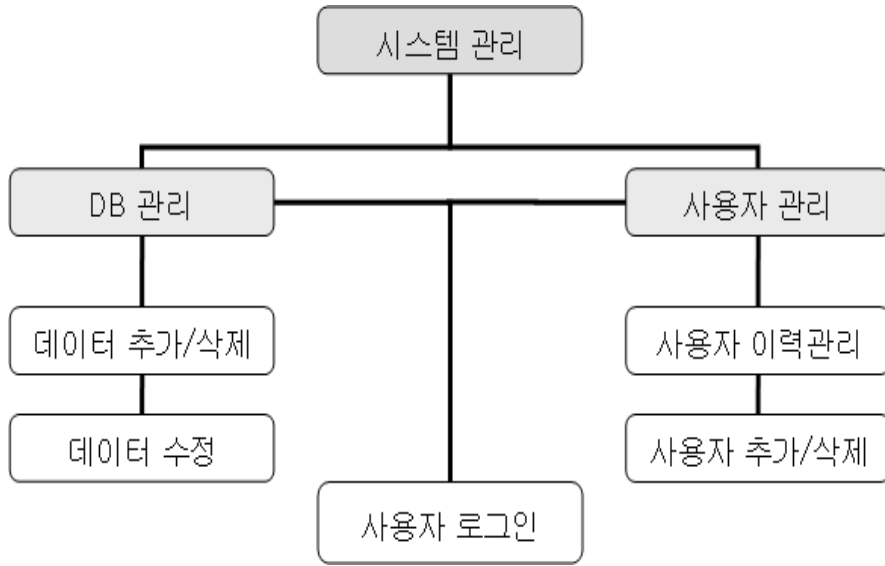 시스템 관리
DB 관리
사용자 관리
데이터 추가/삭제
사용자 이력관리
데이터 수정
사용자 추가/삭제
사용자 로그인